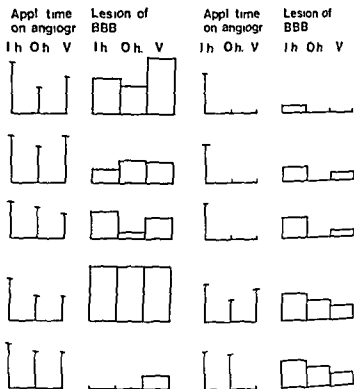 Appl time Lesion of Appl time Lesion of
on angiogr BBB on angiogr BBB
Ih Oh V Ih Oh. V Ih Oh V Ih Oh V